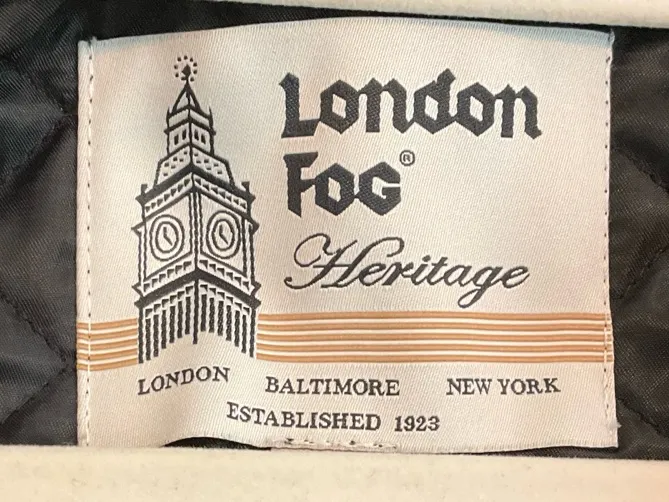 London
Fog®
Heritage
LONDON BALTIMORE NEW YORK
ESTABLISHED 1923